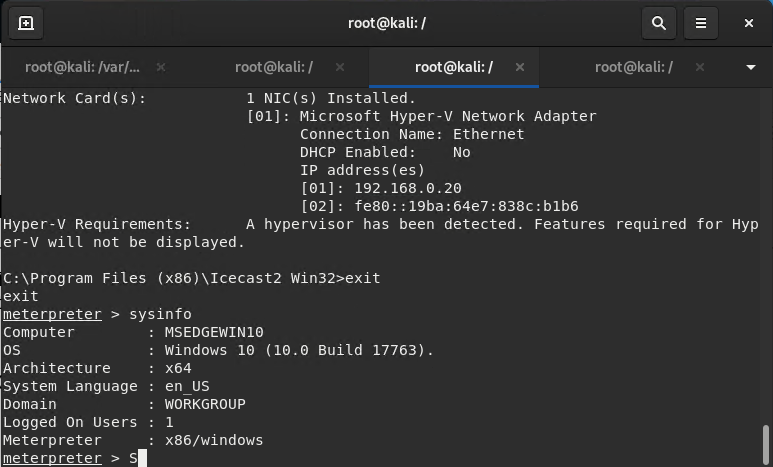 root@kali: /
root@kali: /var/... × root@kali: / × root@kali: / × root@kali: / ×
Network Card(s):           1 NIC(s) Installed.
                           [01]: Microsoft Hyper-V Network Adapter
                                 Connection Name: Ethernet
                                 DHCP Enabled:    No
                                 IP address(es)
                                 [01]: 192.168.0.20
                                 [02]: fe80::19ba:64e7:838c:b1b6
Hyper-V Requirements:      A hypervisor has been detected. Features required for Hyp
er-V will not be displayed.
C:\Program Files (x86)\Icecast2 Win32>exit
exit
meterpreter > sysinfo
Computer        : MSEDGEWIN10
OS              : Windows 10 (10.0 Build 17763).
Architecture    : x64
System Language : en_US
Domain          : WORKGROUP
Logged On Users : 1
Meterpreter     : x86/windows
meterpreter > S